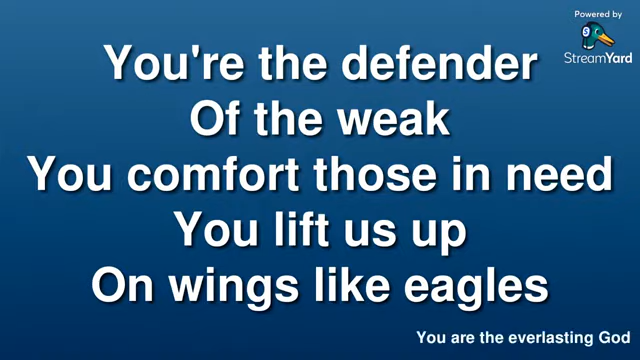 Powered by
StreamYard
You're the defender
Of the weak
You comfort those in need
You lift us up
On wings like eagles
You are the everlasting God